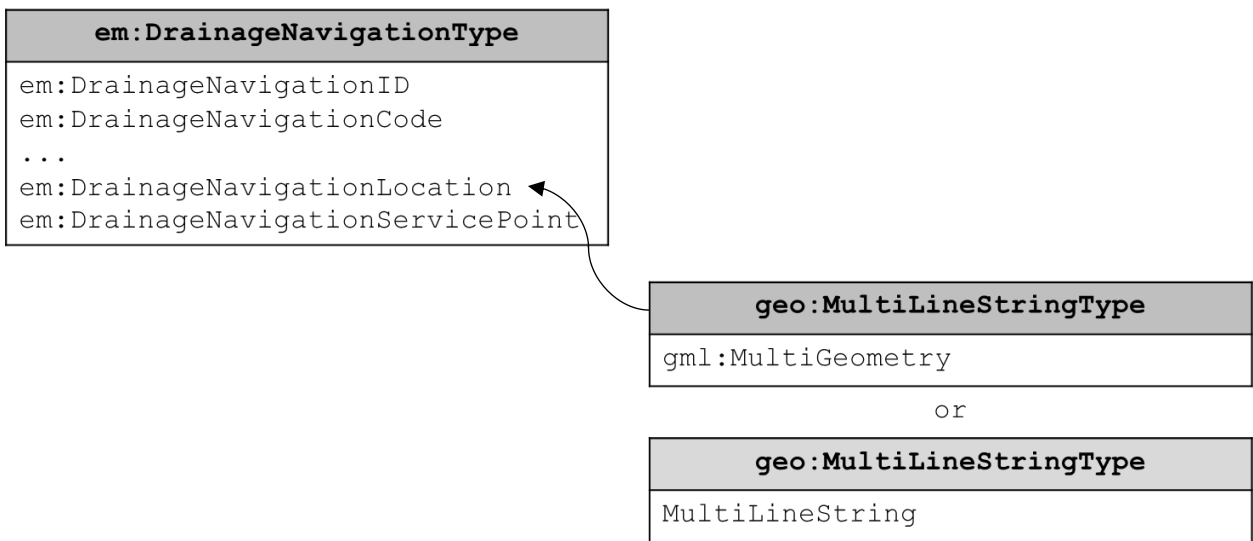 em:DrainageNavigationType
em:DrainageNavigationID
em:DrainageNavigationCode
...
em:DrainageNavigationLocation
em:DrainageNavigationServicePoint
geo:MultiLineStringType
gml:MultiGeometry
or
geo:MultiLineStringType
MultiLineString